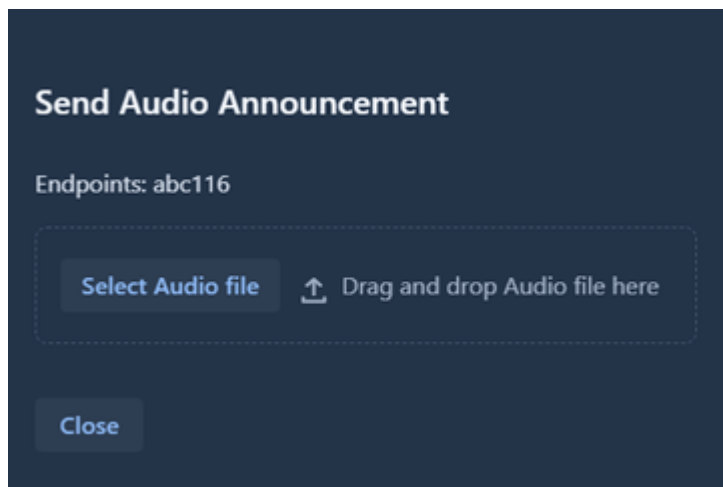 Send Audio Announcement
Endpoints: abc116
Select Audio file Drag and drop Audio file here
Close